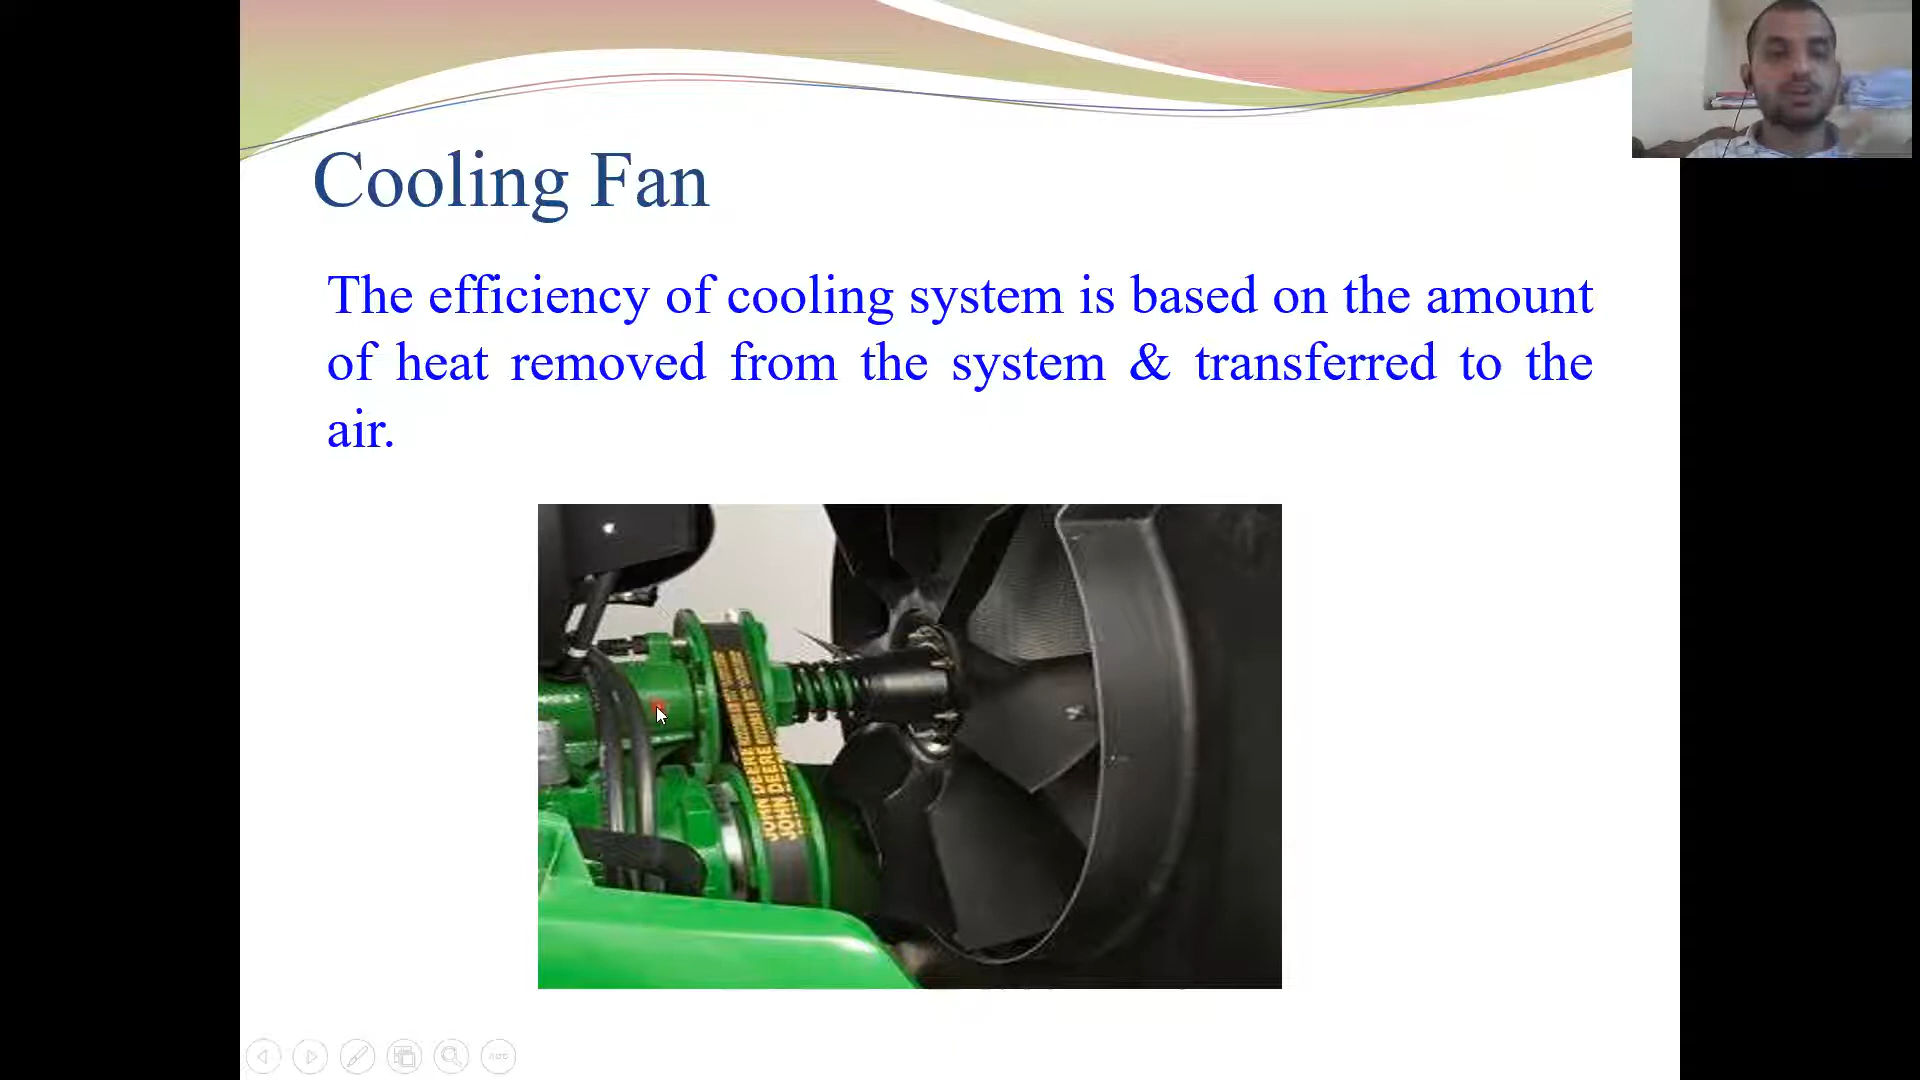 Cooling Fan
The efficiency of cooling system is based on the amount
of heat removed from the system & transferred to the
air.
JOHN DEERE
JOHN DEERE